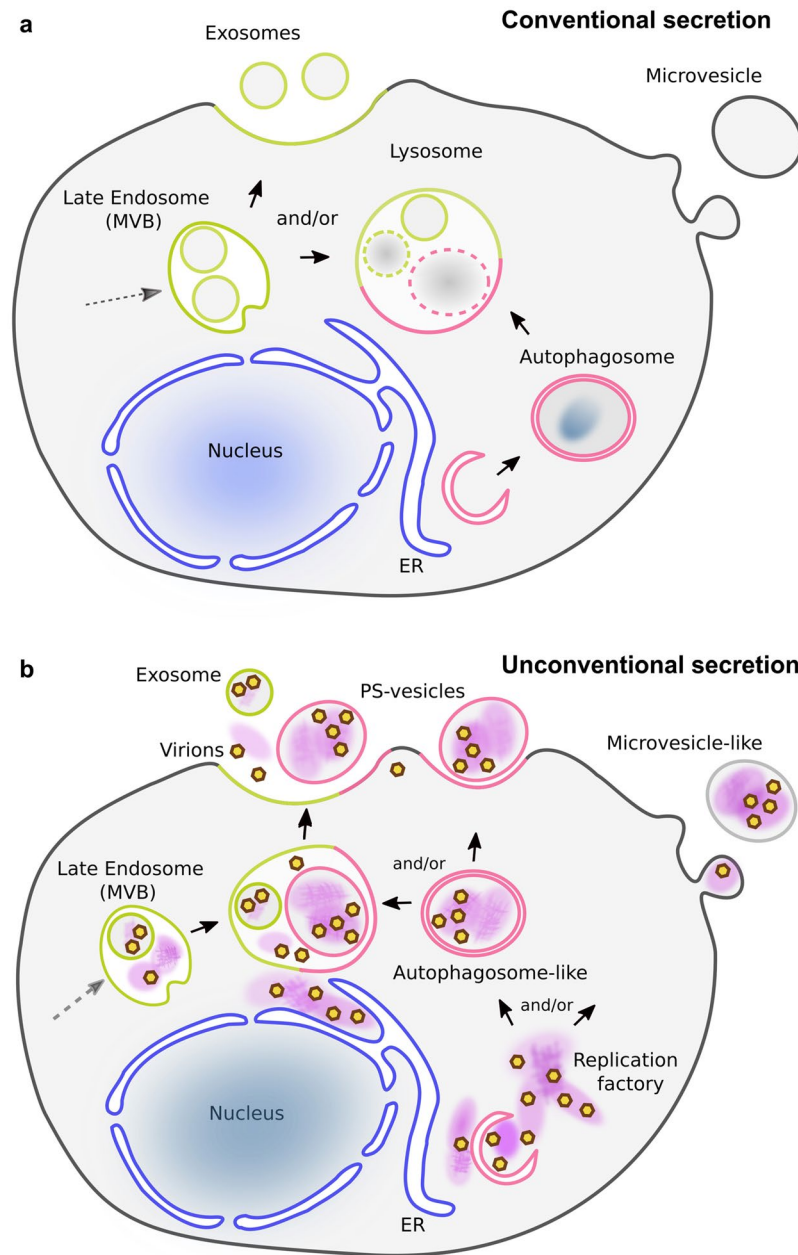 a
Conventional secretion
Exosomes
Microvesicle
Lysosome
Late Endosome
(MVB)
and/or
Autophagosome
Nucleus
ER
b
Unconventional secretion
Exosome
PS-vesicles
Virions
Microvesicle-like
Late Endosome
(MVB)
and/or
Autophagosome-like
and/or
Replication
factory
Nucleus
ER